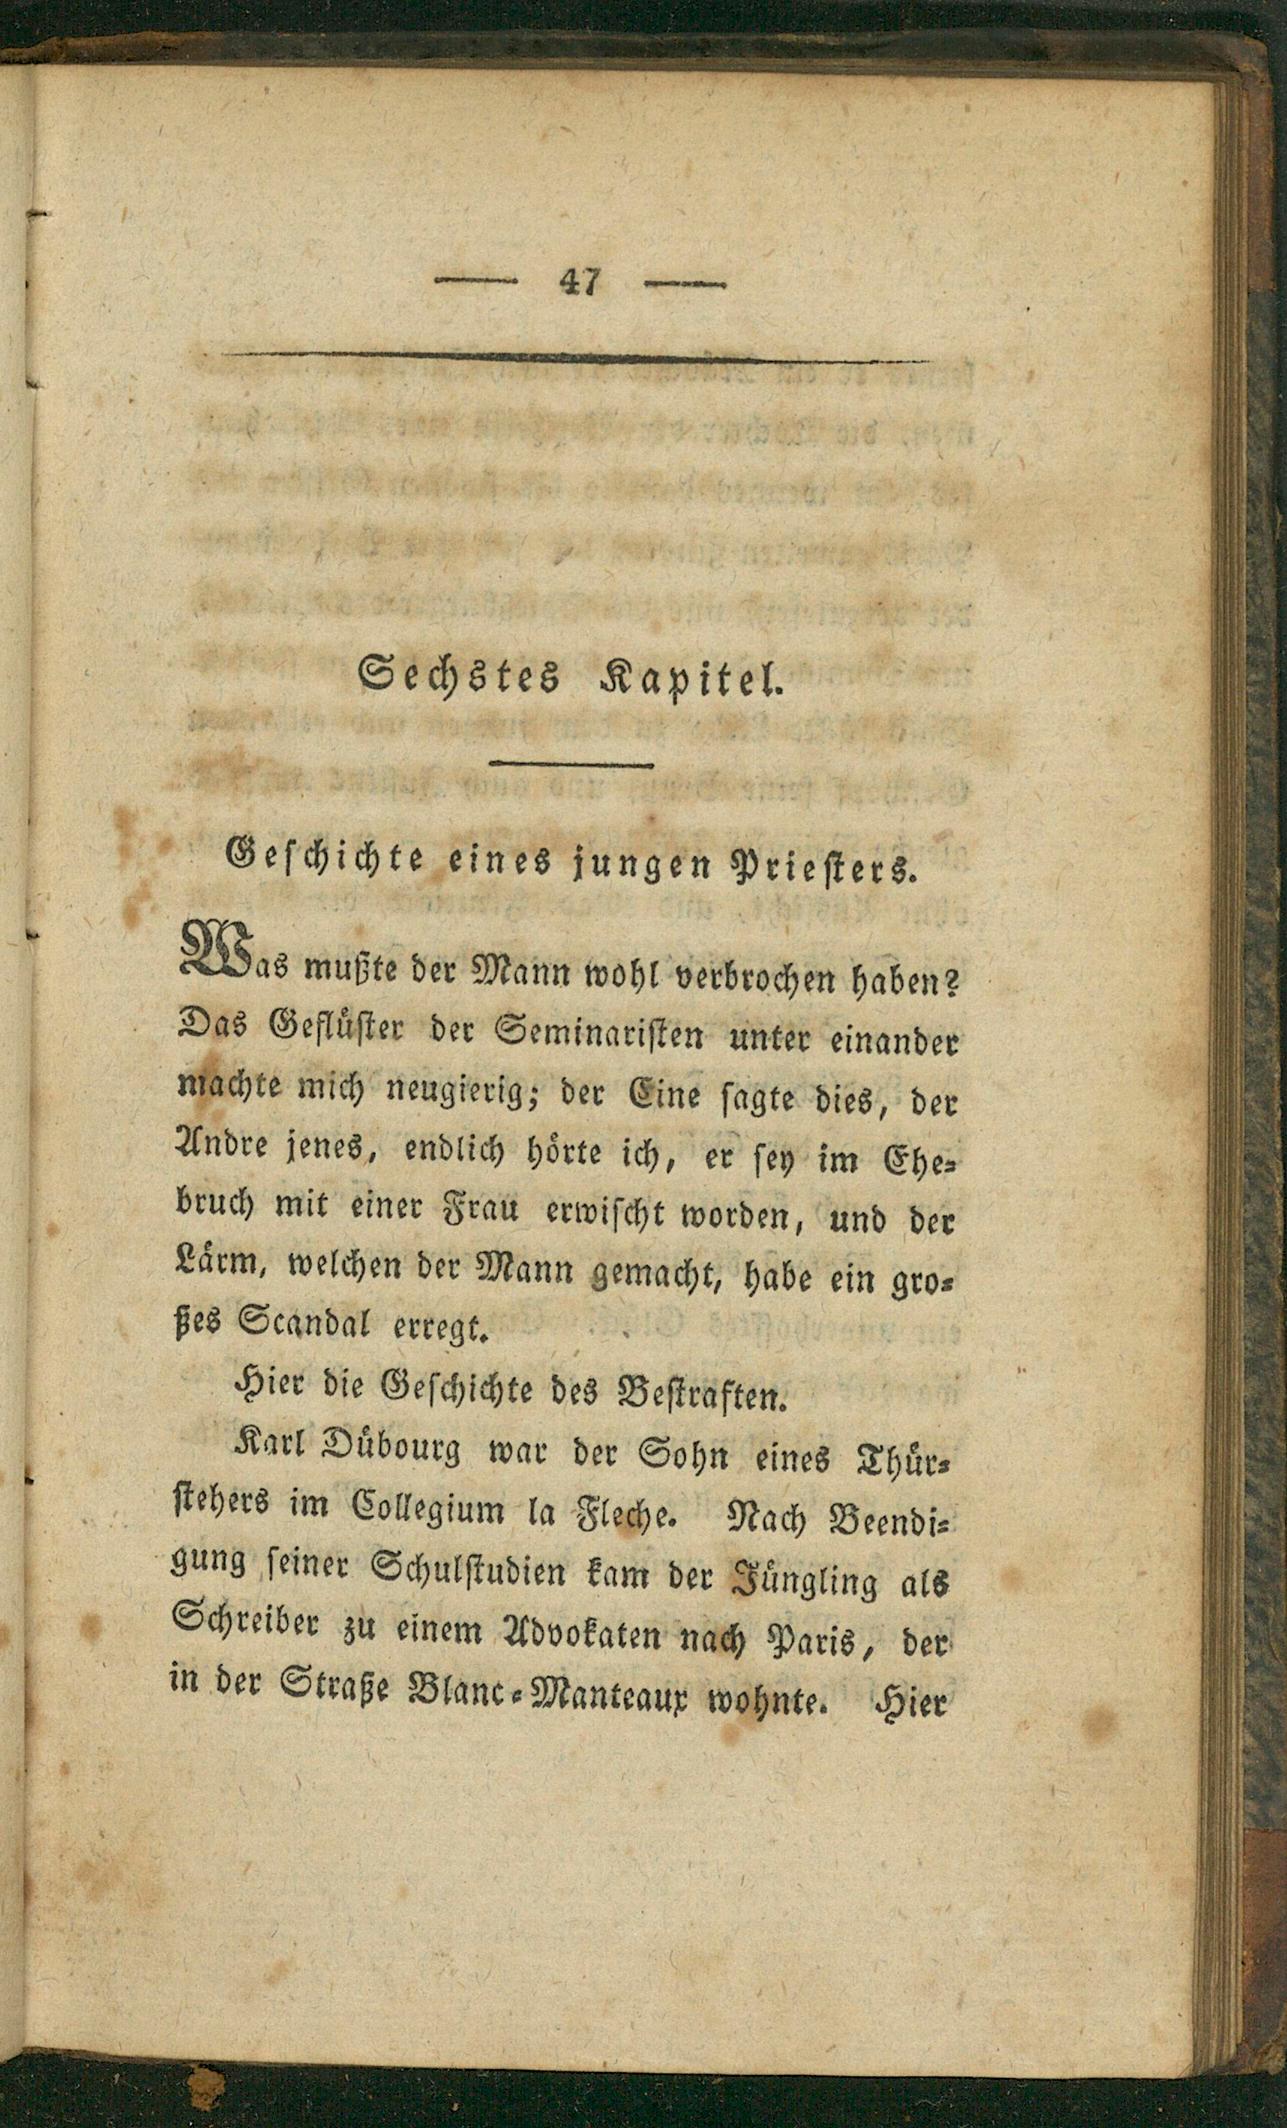 — 47 —
Sechstes Kapitel.
Geschichte eines jungen Priesters.
Was mußte der Mann wohl verbrochen haben?
Das Geflüster der Seminaristen unter einander
machte mich neugierig; der Eine sagte dies, der
Andre jenes, endlich hörte ich, er sey im Ehe-
bruch mit einer Frau erwischt worden, und der
Lärm, welchen der Mann gemacht, habe ein gro-
ßes Scandal erregt.
Hier die Geschichte des Bestraften.
Karl Dübourg war der Sohn eines Thür-
stehers im Collegium la Fleche. Nach Beendi-
gung seiner Schulstudien kam der Jüngling als
Schreiber zu einem Advokaten nach Paris, der
in der Straße Blanc-Manteaux wohnte. Hier